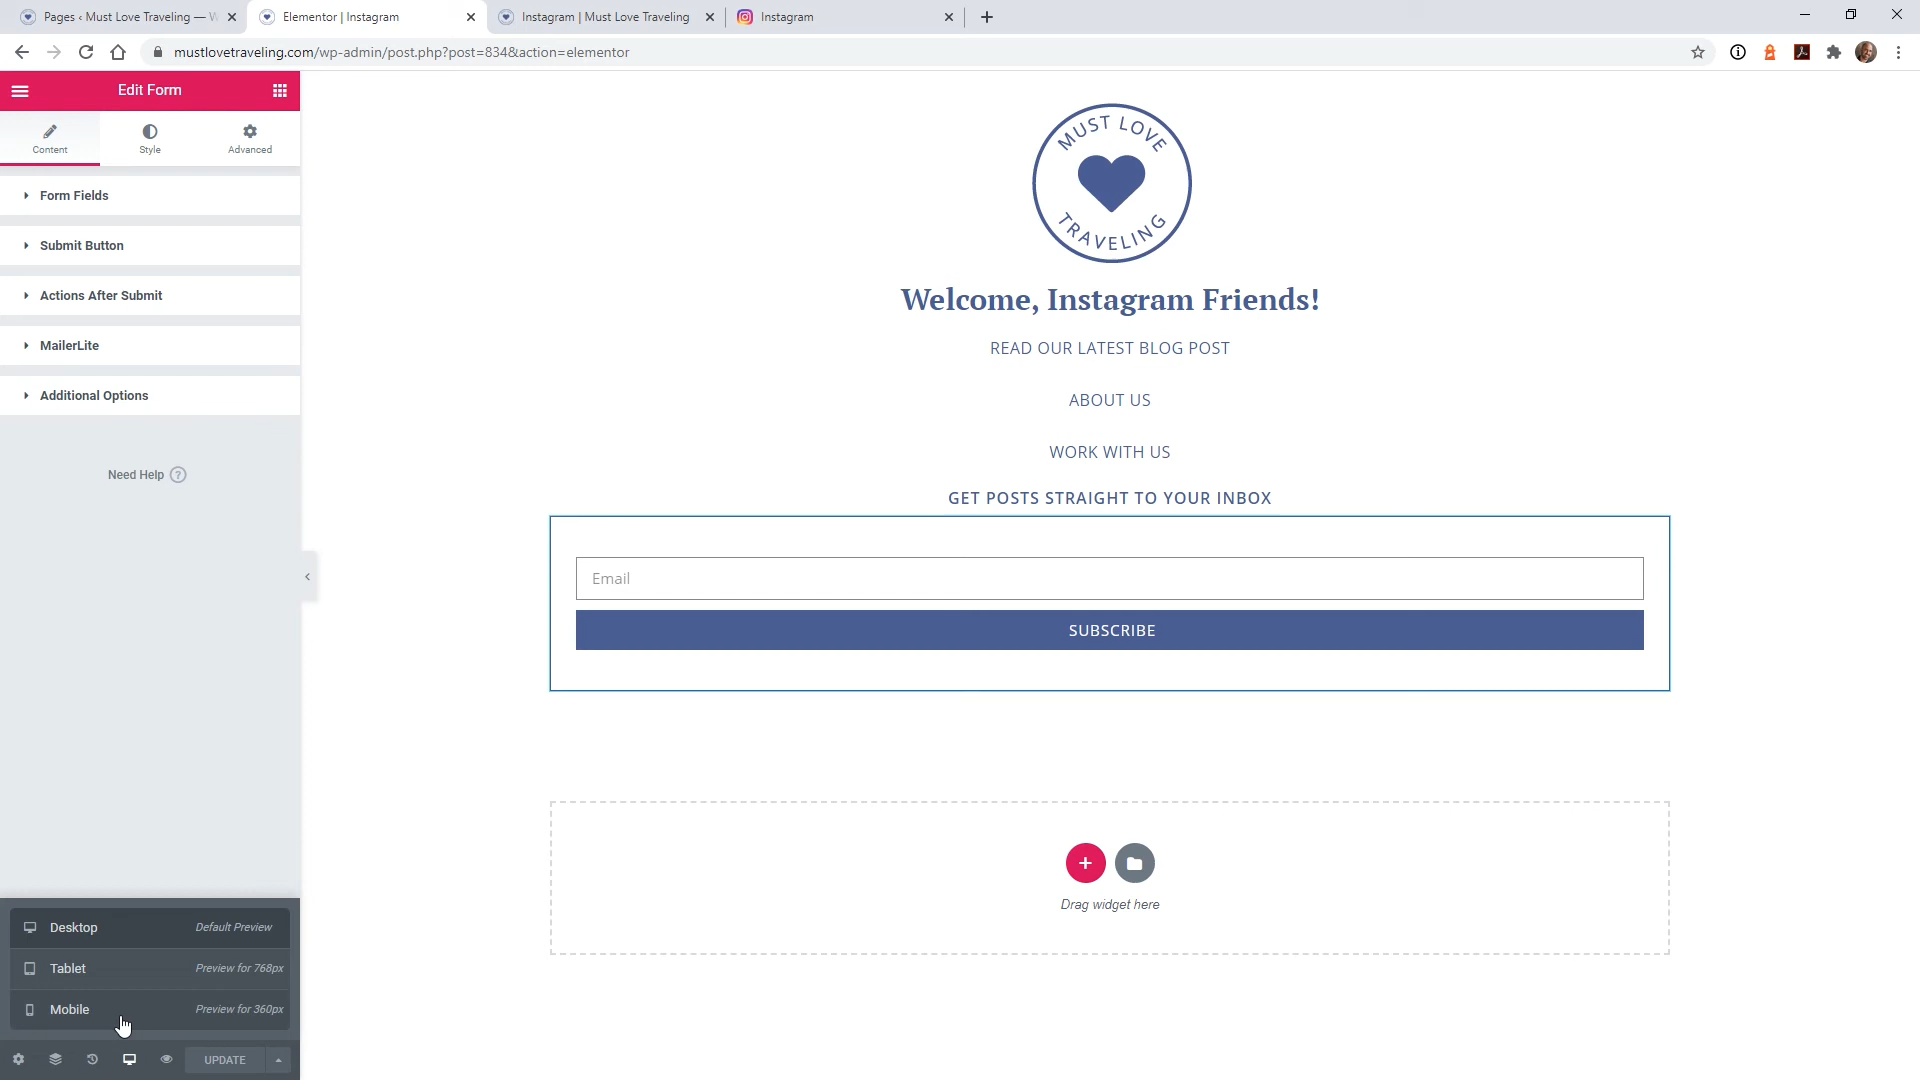 Pages ‹ Must Love Traveling — W
Elementor | Instagram
Instagram | Must Love Traveling
Instagram
mustlovetraveling.com/wp-admin/post.php?post=834&action=elementor
Edit Form
Content
Style
Advanced
Form Fields
Submit Button
Actions After Submit
MailerLite
Additional Options
Need Help ?
MUST LOVE
TRAVELING
Welcome, Instagram Friends!
READ OUR LATEST BLOG POST
ABOUT US
WORK WITH US
GET POSTS STRAIGHT TO YOUR INBOX
Email
SUBSCRIBE
Drag widget here
Desktop Default Preview
Tablet Preview for 768px
Mobile Preview for 360px
UPDATE